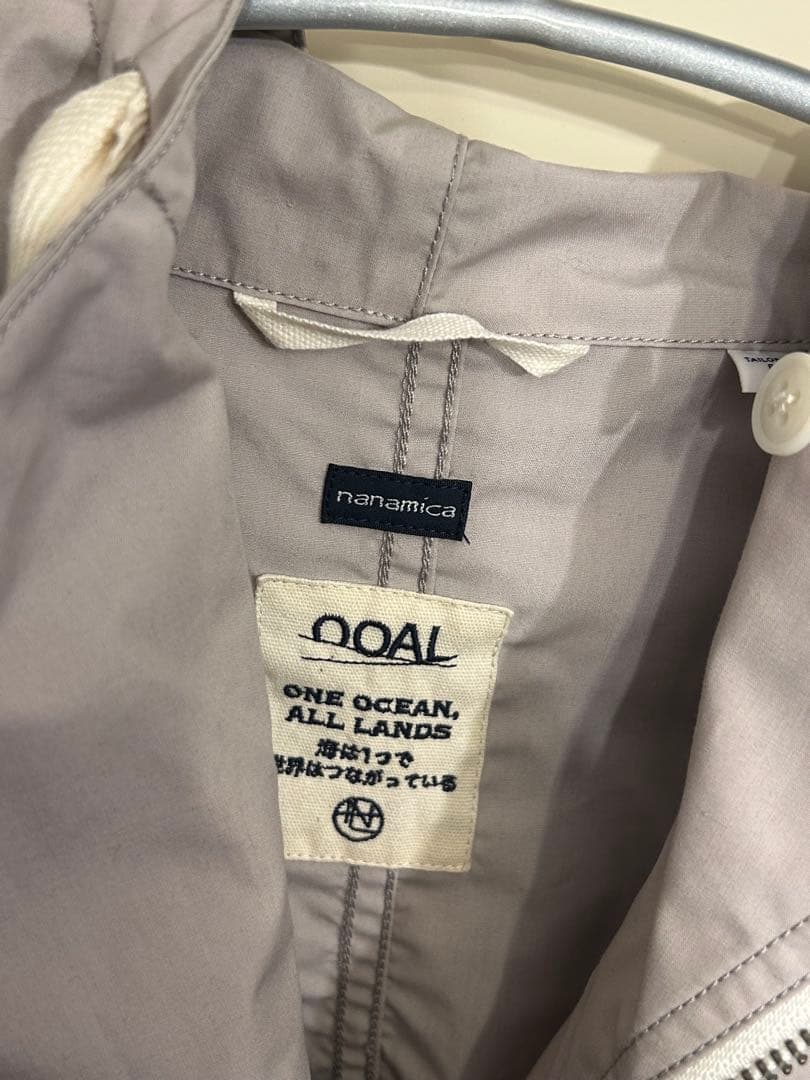 TAILO
nanamica
OOAL
ONE OCEAN,
ALL LANDS
海は1つで
世界はつながっている